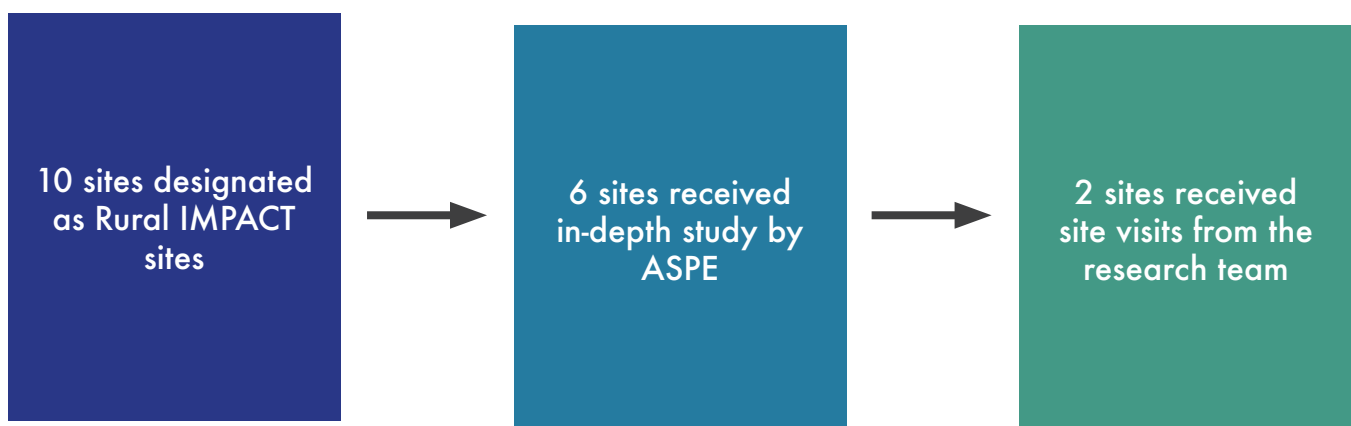 10 sites designated
as Rural IMPACT
sites
6 sites received
in-depth study by
ASPE
2 sites received
site visits from the
research team